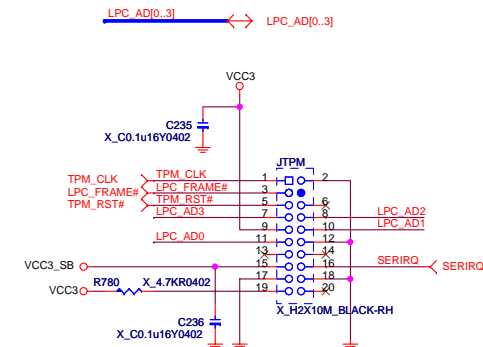 LPC_AD[0..3] LPC_AD[0..3]
VCC3
C235
X_C0.1u16Y0402
JTPM
TPM_CLK TPM_CLK 1 2
LPC_FRAME# LPC_FRAME# 3
TPM_RST# TPM_RST# 5 6
LPC_AD3 7 8 LPC_AD2
9 10 LPC_AD1
LPC_AD0 11 12
13 14
VCC3_SB 15 16 SERIRQ SERIRQ
R780 X_4.7KR0402 17 18
VCC3 19 20
X_H2X10M_BLACK-RH
C236
X_C0.1u16Y0402